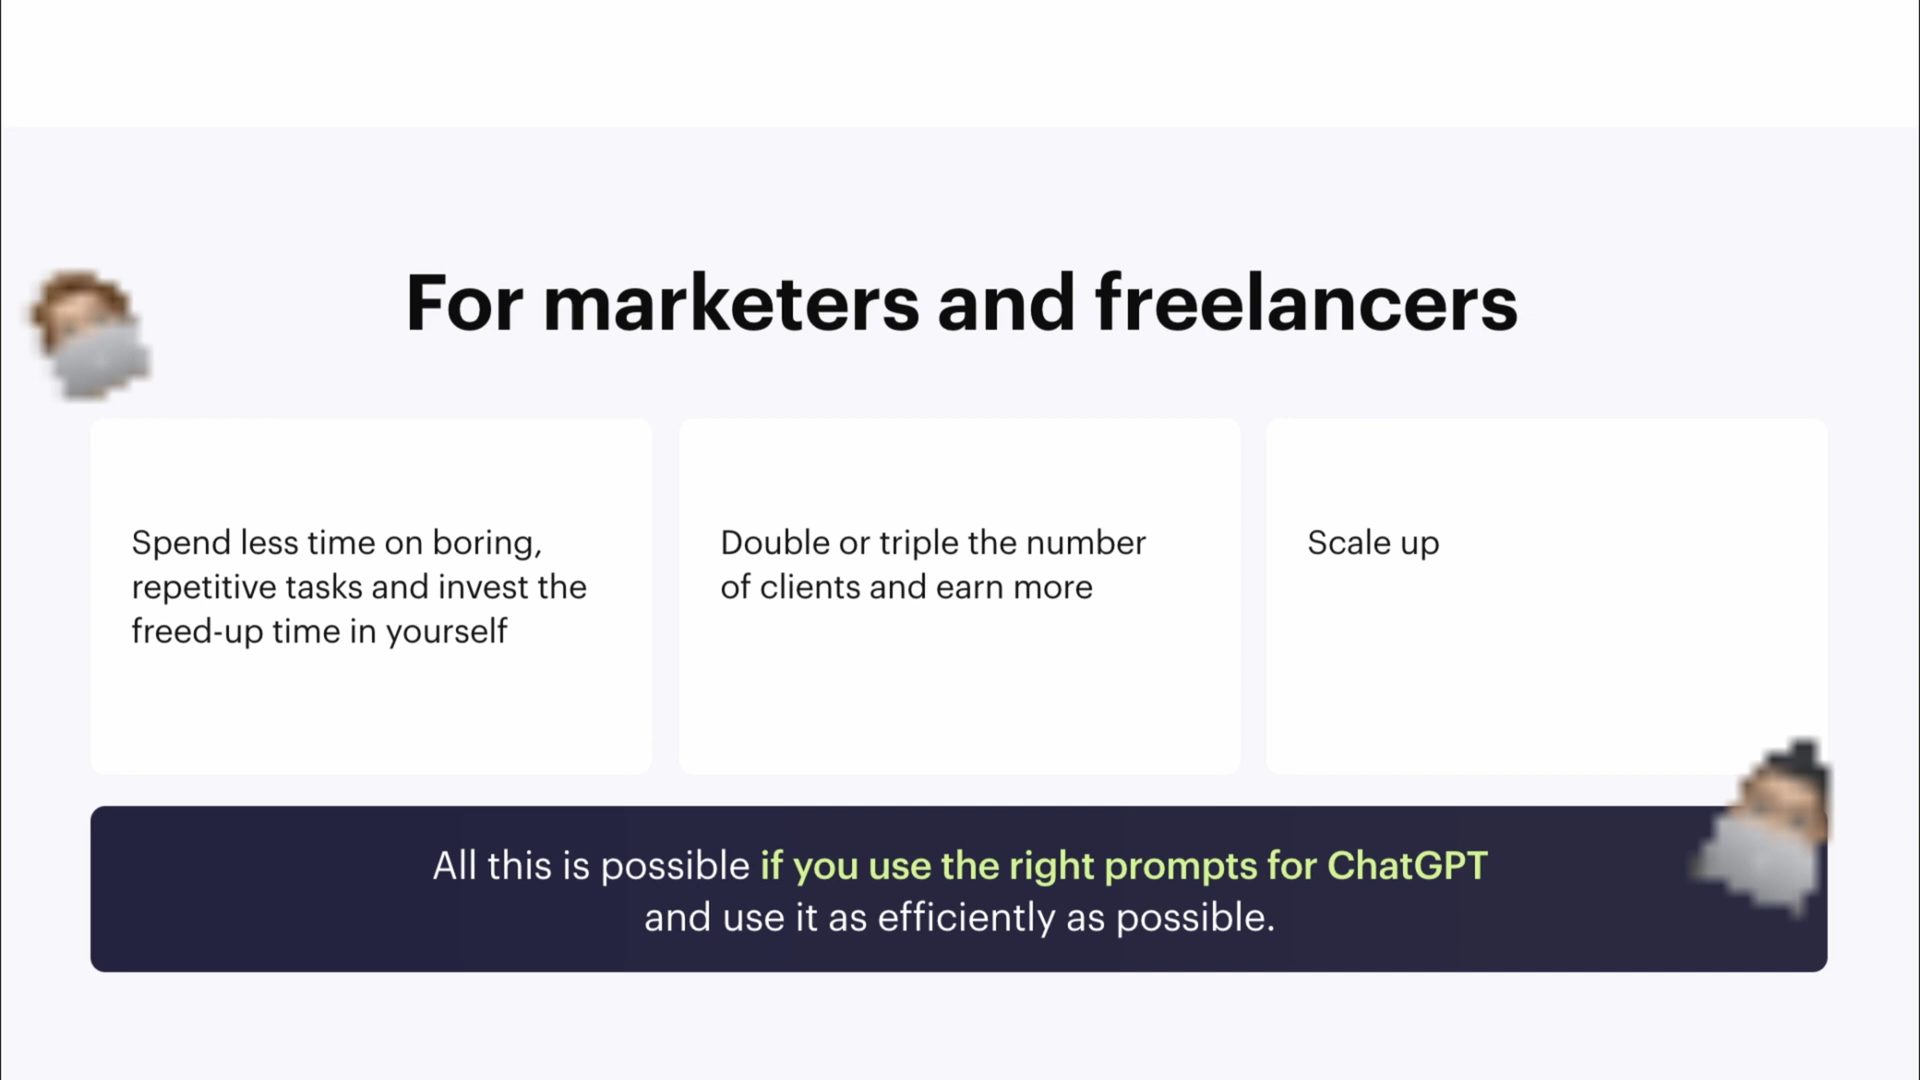 For marketers and freelancers
Spend less time on boring,
repetitive tasks and invest the
freed-up time in yourself
Double or triple the number
of clients and earn more
Scale up
All this is possible if you use the right prompts for ChatGPT
and use it as efficiently as possible.